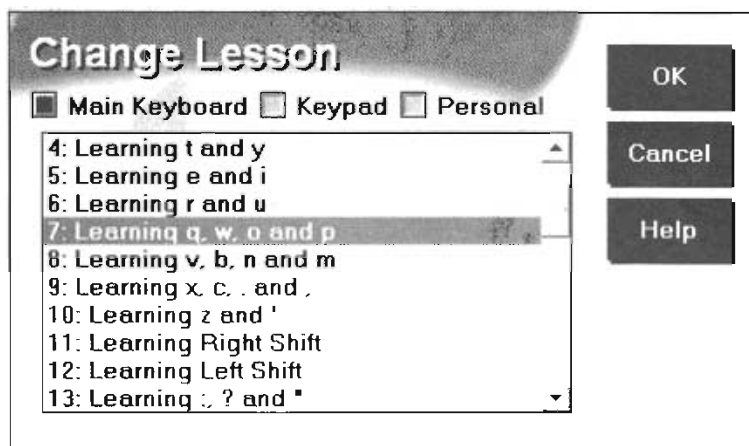 Change Lesson
Main Keyboard Keypad Personal
4: Learning t and y
5: Learning e and i
6: Learning r and u
7: Learning q, w, o and p
8: Learning v, b, n and m
9: Learning x, c, . and ,
10: Learning z and '
11: Learning Right Shift
12: Learning Left Shift
13: Learning :, ? and "
OK
Cancel
Help